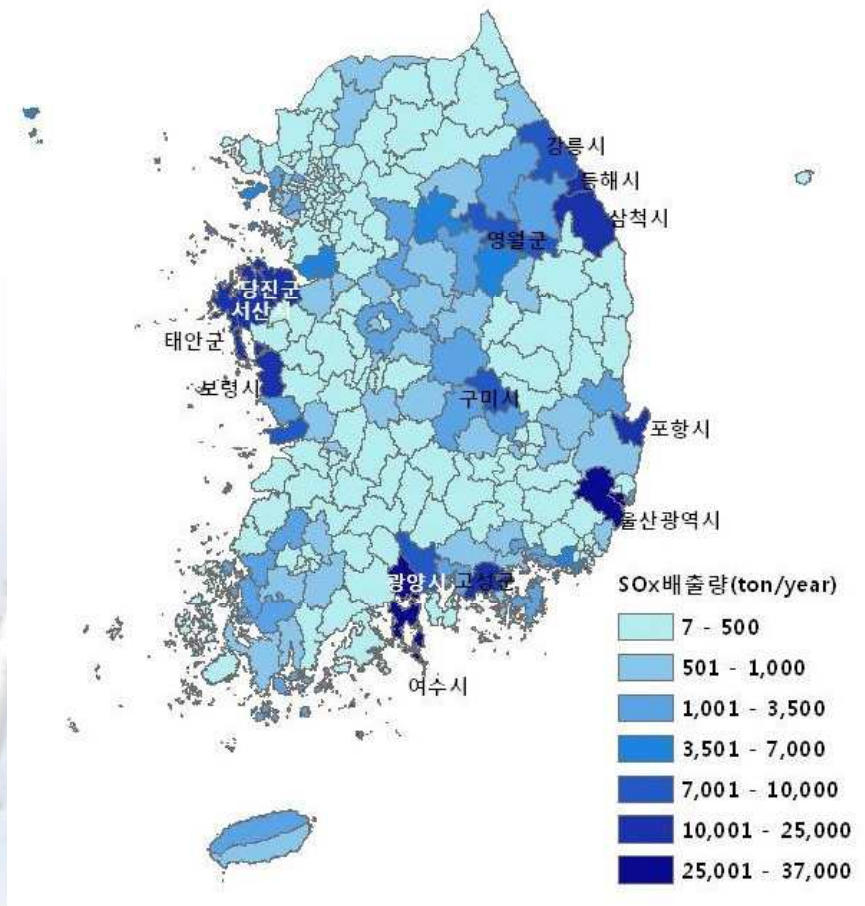 강릉시
동해시
삼척시
영월군
당진군
서산시
태안군
보령시
구미시
포항시
울산광역시
광양시
고성군
여수시
SOx배출량(ton/year)
7 - 500
501 - 1,000
1,001 - 3,500
3,501 - 7,000
7,001 - 10,000
10,001 - 25,000
25,001 - 37,000